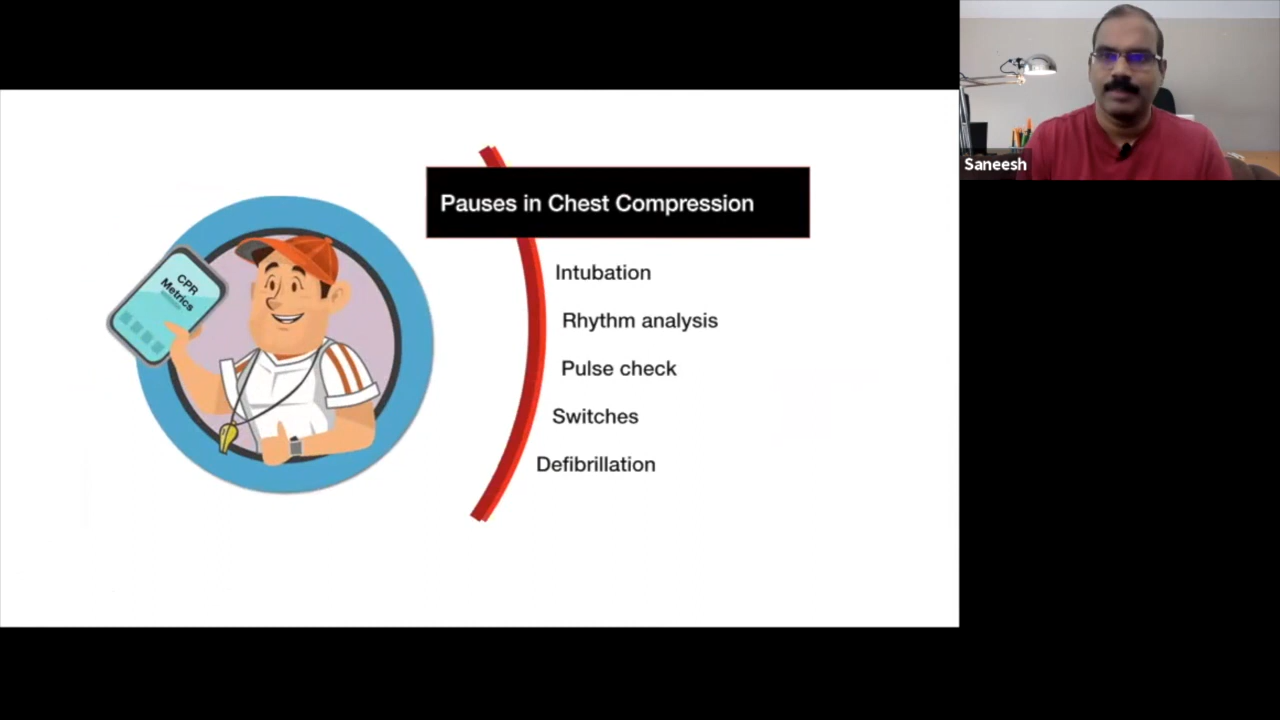 Saneesh
Pauses in Chest Compression
CPR
Metrics
Intubation
Rhythm analysis
Pulse check
Switches
Defibrillation